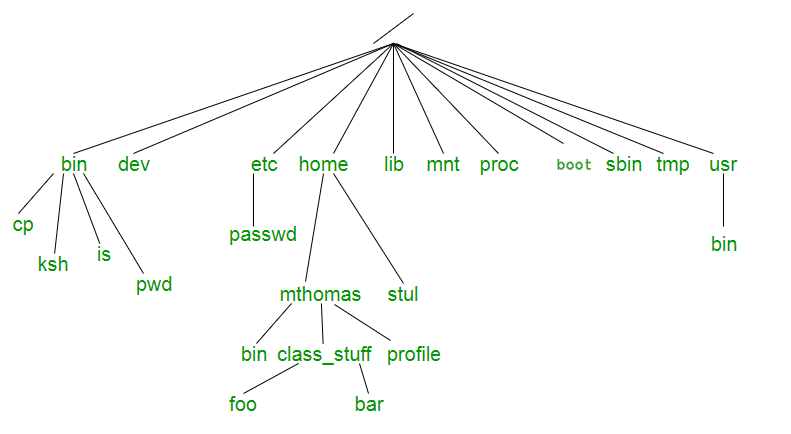 /
bin dev etc home lib mnt proc boot sbin tmp usr
cp ksh is pwd passwd bin
mthomas stul
bin class_stuff profile
foo bar